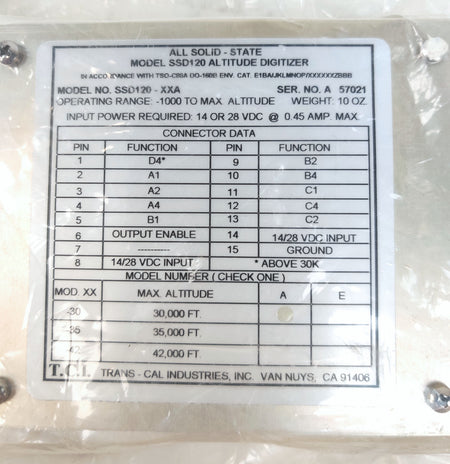 ALL SOLID - STATE
MODEL SSD120 ALTITUDE DIGITIZER
IN ACCORDANCE WITH TSO-C88A DO-160B ENV. CAT.
MODEL NO. SSD120 - XXA SER. NO. A 57021
OPERATING RANGE: -1000 TO MAX. ALTITUDE WEIGHT: 10 OZ.
INPUT POWER REQUIRED: 14 OR 28 VDC @ 0.45 AMP. MAX.
CONNECTOR DATA
PIN FUNCTION PIN FUNCTION
1 D4* 9 B2
2 A1 10 B4
3 A2 11 C1
4 A4 12 C4
5 B1 13 C2
6 OUTPUT ENABLE 14 14/28 VDC INPUT
7 ---------- 15 GROUND
8 14/28 VDC INPUT * ABOVE 30K
MODEL NUMBER ( CHECK ONE )
MOD. XX MAX. ALTITUDE A E
-30 30,000 FT.
-35 35,000 FT.
-42 42,000 FT.
T.C.I. TRANS - CAL INDUSTRIES, INC. VAN NUYS, CA 91406